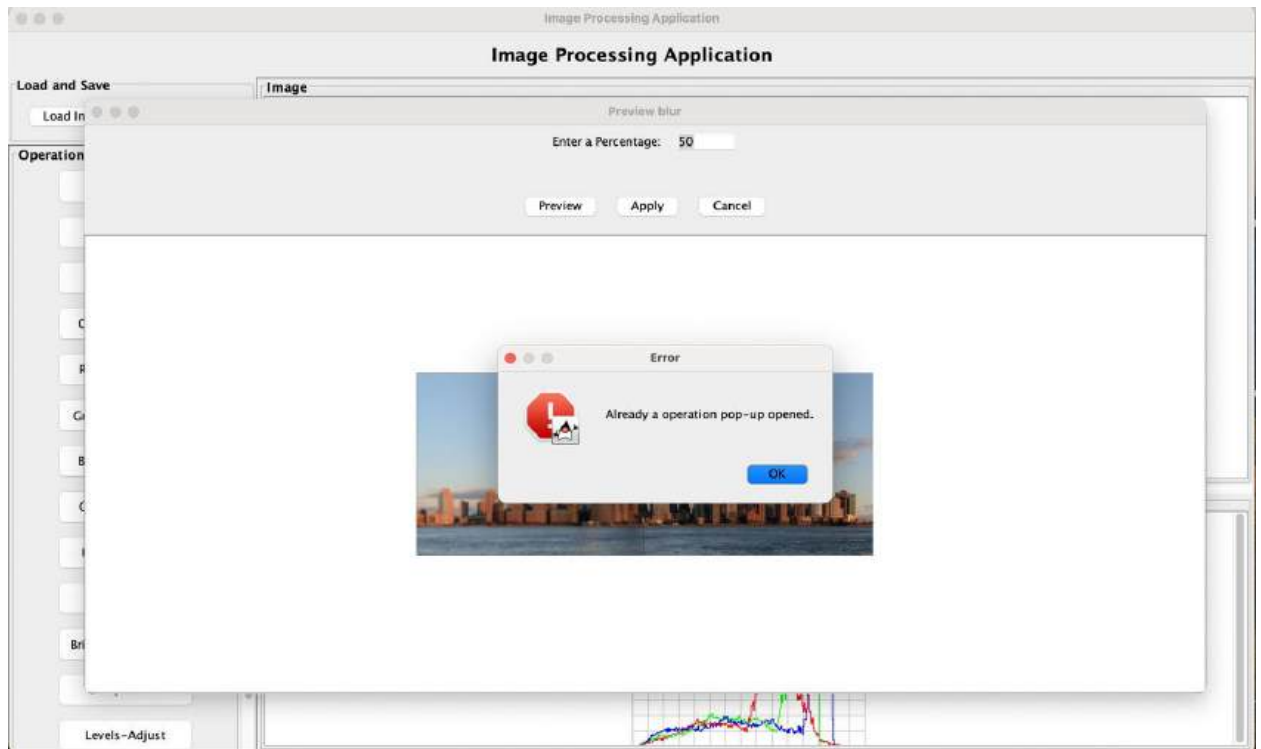 Image Processing Application
Image Processing Application
Load and Save
Image
Load In
Preview blur
Enter a Percentage: 50
Operation
Preview Apply Cancel
C
Error
Already a operation pop-up opened.
B
OK
Bri
Levels-Adjust